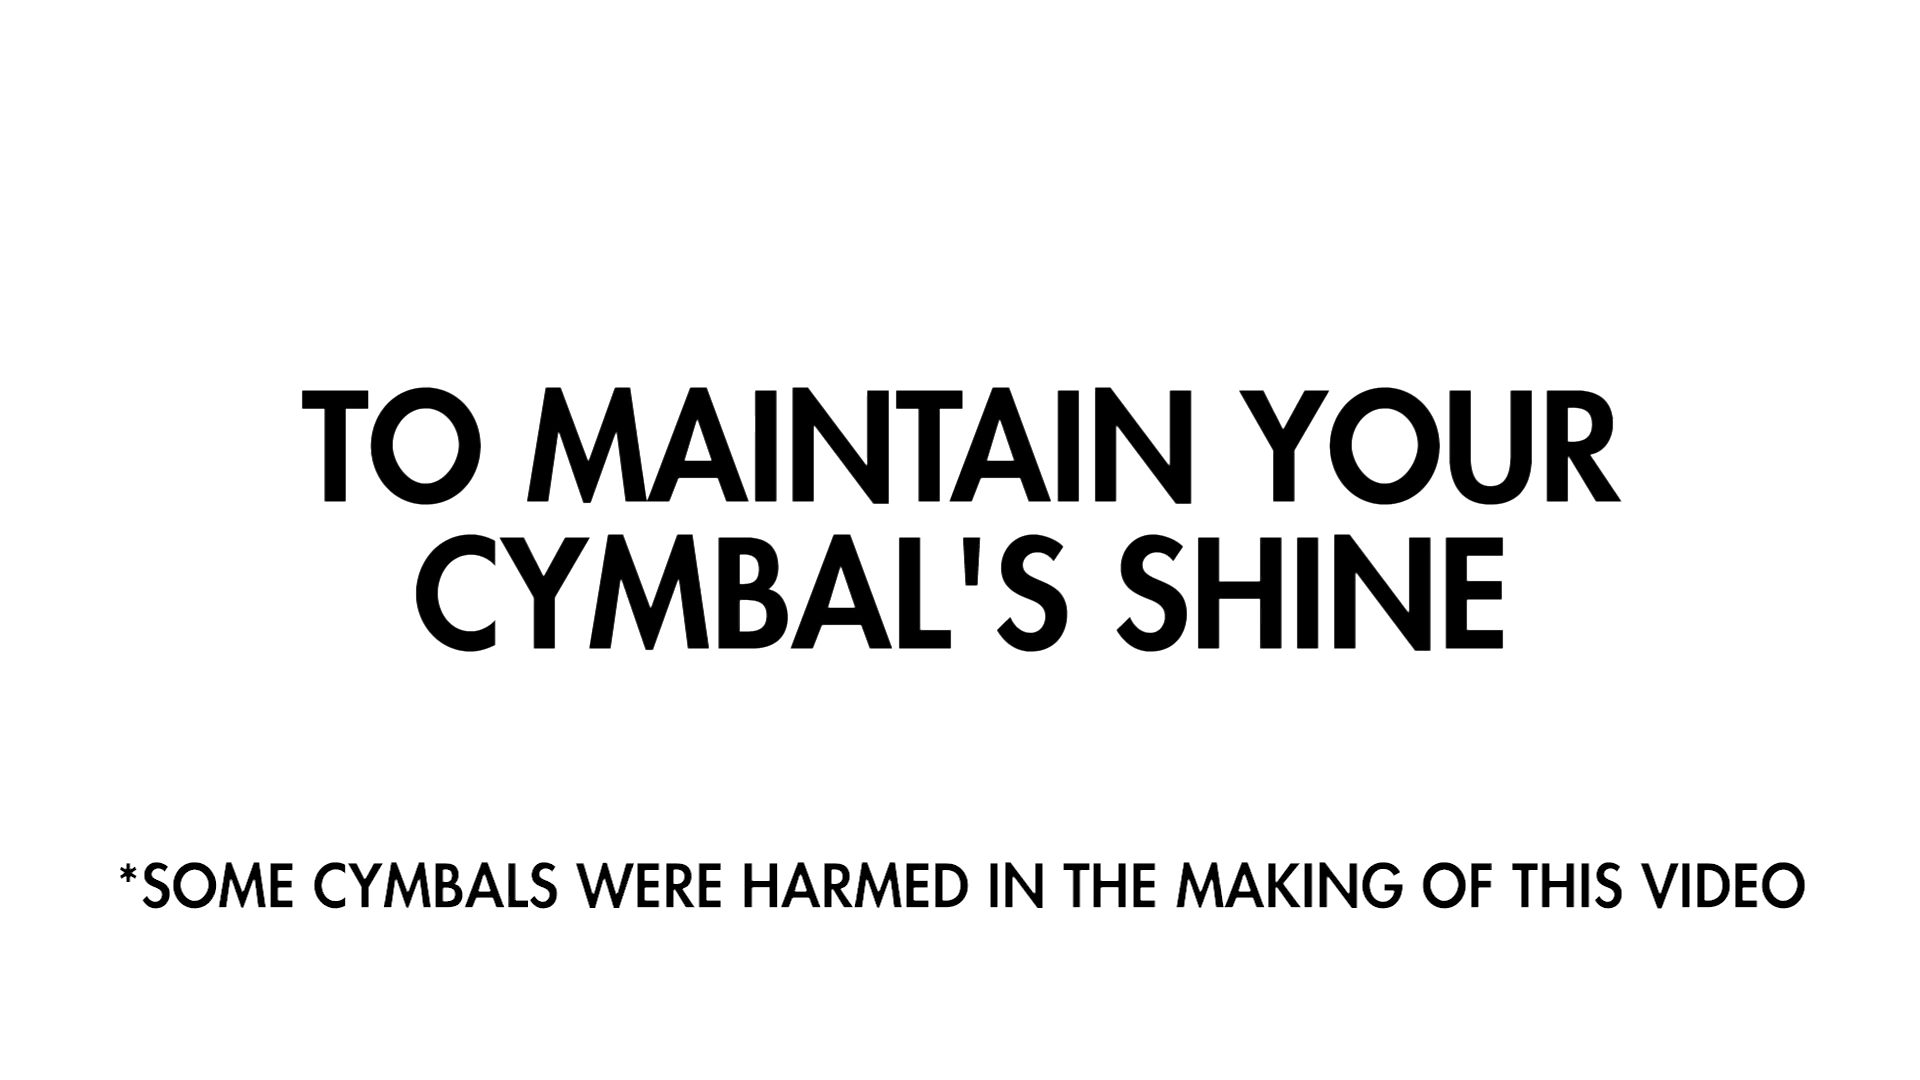 TO MAINTAIN YOUR
CYMBAL'S SHINE
*SOME CYMBALS WERE HARMED IN THE MAKING OF THIS VIDEO